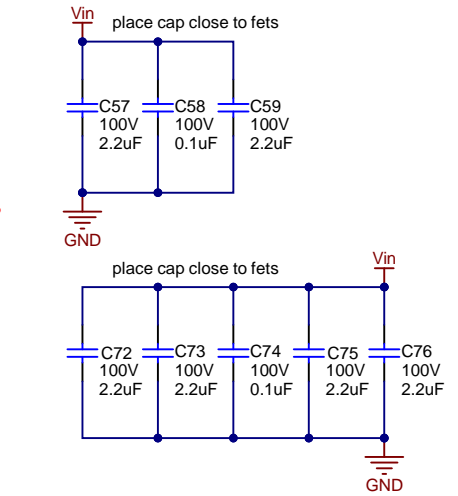 Vin
place cap close to fets
C57
100V
2.2uF
C58
100V
0.1uF
C59
100V
2.2uF
GND
Vin
place cap close to fets
C72
100V
2.2uF
C73
100V
2.2uF
C74
100V
0.1uF
C75
100V
2.2uF
C76
100V
2.2uF
GND